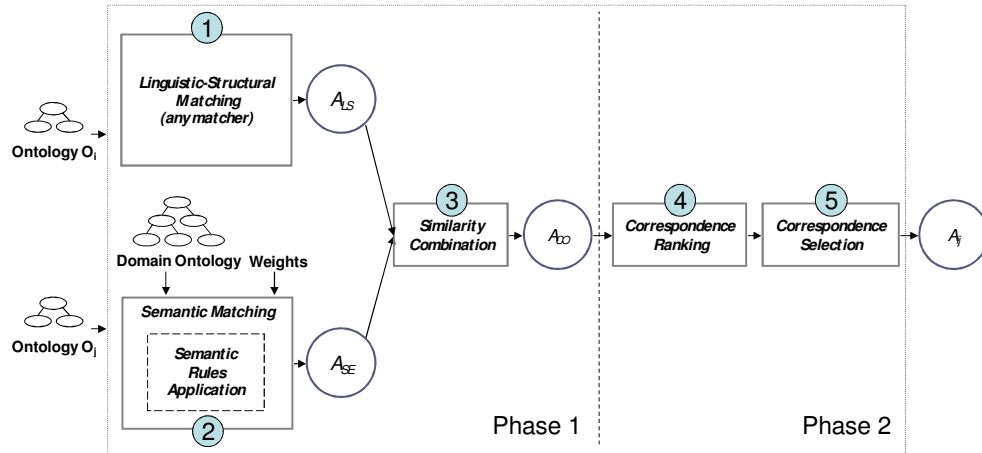 1
Linguistic-Structural
Matching
(any matcher)
A_LS
Ontology O_i
3
Similarity
Combination
A_CO
4
Correspondence
Ranking
5
Correspondence
Selection
A_ij
Domain Ontology
Weights
Ontology O_j
Semantic Matching
Semantic
Rules
Application
2
A_SE
Phase 1
Phase 2